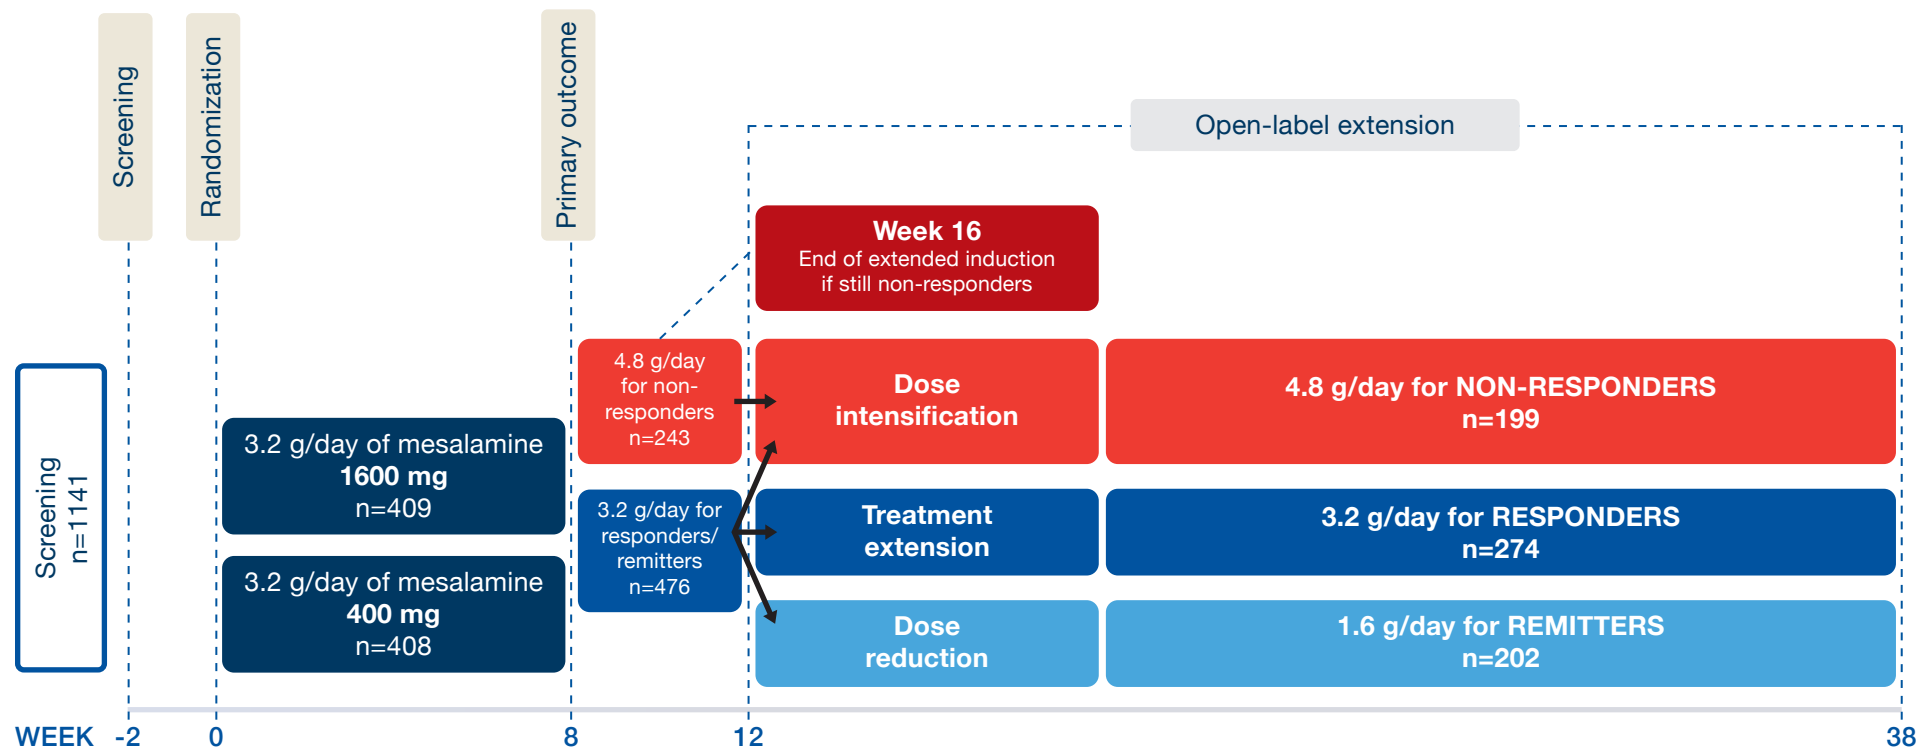 Screening
Randomization
Primary outcome
Open-label extension
Week 16
End of extended induction
if still non-responders
Screening
n=1141
3.2 g/day of mesalamine
1600 mg
n=409
3.2 g/day of mesalamine
400 mg
n=408
4.8 g/day
for non-
responders
n=243
3.2 g/day for
responders/
remitters
n=476
Dose
intensification
4.8 g/day for NON-RESPONDERS
n=199
Treatment
extension
3.2 g/day for RESPONDERS
n=274
Dose
reduction
1.6 g/day for REMITTERS
n=202
WEEK -2 0 8 12 38